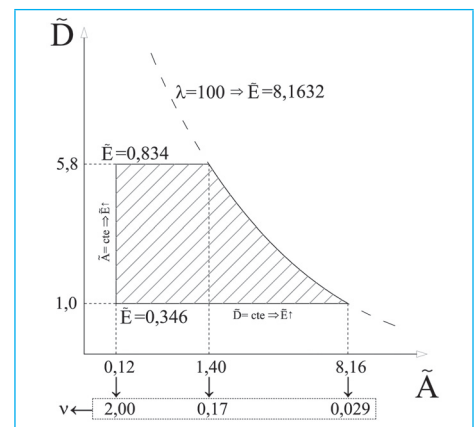 D̃
λ=100 ⇒ Ẽ=8,1632
Ẽ=0,834
5,8
Ã= cte ⇒Ẽ↑
1,0
Ẽ=0,346
D̃= cte ⇒Ẽ↑
0,12 1,40 8,16
Ã
ν← 2,00 0,17 0,029